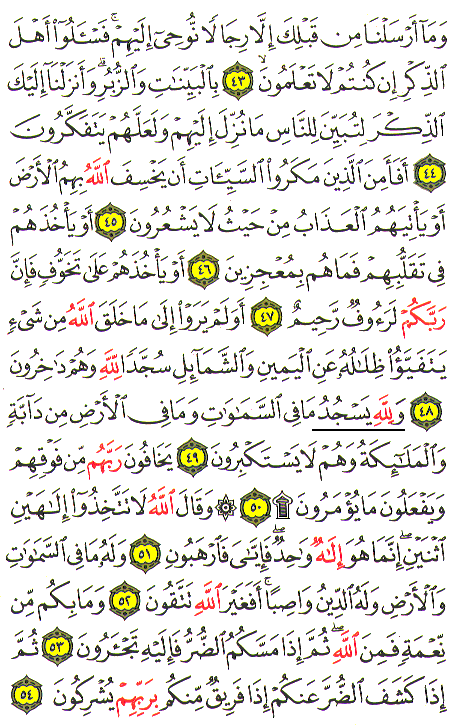 وَمَآ أَرْسَلْنَا مِن قَبْلِكَ إِلَّا رِجَالًا نُّوحِىٓ إِلَيْهِمْ ۚ فَسْـَٔلُوٓا۟ أَهْلَ
ٱلذِّكْرِ إِن كُنتُمْ لَا تَعْلَمُونَ ﴿٤٣﴾ بِٱلْبَيِّنَـٰتِ وَٱلزُّبُرِ ۗ وَأَنزَلْنَآ إِلَيْكَ
ٱلذِّكْرَ لِتُبَيِّنَ لِلنَّاسِ مَا نُزِّلَ إِلَيْهِمْ وَلَعَلَّهُمْ يَتَفَكَّرُونَ
﴿٤٤﴾ أَفَأَمِنَ ٱلَّذِينَ مَكَرُوا۟ ٱلسَّيِّـَٔاتِ أَن يَخْسِفَ ٱللَّهُ بِهِمُ ٱلْأَرْضَ
أَوْ يَأْتِيَهُمُ ٱلْعَذَابُ مِنْ حَيْثُ لَا يَشْعُرُونَ ﴿٤٥﴾ أَوْ يَأْخُذَهُمْ
فِى تَقَلُّبِهِمْ فَمَا هُم بِمُعْجِزِينَ ﴿٤٦﴾ أَوْ يَأْخُذَهُمْ عَلَىٰ تَخَوُّفٍ فَإِنَّ
رَبَّكُمْ لَرَءُوفٌ رَّحِيمٌ ﴿٤٧﴾ أَوَلَمْ يَرَوْا۟ إِلَىٰ مَا خَلَقَ ٱللَّهُ مِن شَىْءٍ
يَتَفَيَّؤُا۟ ظِلَـٰلُهُۥ عَنِ ٱلْيَمِينِ وَٱلشَّمَآئِلِ سُجَّدًا لِّلَّهِ وَهُمْ دَٰخِرُونَ
﴿٤٨﴾ وَلِلَّهِ يَسْجُدُ مَا فِى ٱلسَّمَـٰوَٰتِ وَمَا فِى ٱلْأَرْضِ مِن دَآبَّةٍ
وَٱلْمَلَـٰٓئِكَةُ وَهُمْ لَا يَسْتَكْبِرُونَ ﴿٤٩﴾ يَخَافُونَ رَبَّهُم مِّن فَوْقِهِمْ
وَيَفْعَلُونَ مَا يُؤْمَرُونَ ۩ ﴿٥٠﴾ ۞ وَقَالَ ٱللَّهُ لَا تَتَّخِذُوٓا۟ إِلَـٰهَيْنِ
ٱثْنَيْنِ ۖ إِنَّمَا هُوَ إِلَـٰهٌ وَٰحِدٌ ۖ فَإِيَّـٰىَ فَٱرْهَبُونِ ﴿٥١﴾ وَلَهُۥ مَا فِى ٱلسَّمَـٰوَٰتِ
وَٱلْأَرْضِ وَلَهُ ٱلدِّينُ وَاصِبًا ۚ أَفَغَيْرَ ٱللَّهِ تَتَّقُونَ ﴿٥٢﴾ وَمَا بِكُم مِّن
نِّعْمَةٍ فَمِنَ ٱللَّهِ ۖ ثُمَّ إِذَا مَسَّكُمُ ٱلضُّرُّ فَإِلَيْهِ تَجْـَٔرُونَ ﴿٥٣﴾ ثُمَّ
إِذَا كَشَفَ ٱلضُّرَّ عَنكُمْ إِذَا فَرِيقٌ مِّنكُم بِرَبِّهِمْ يُشْرِكُونَ ﴿٥٤﴾